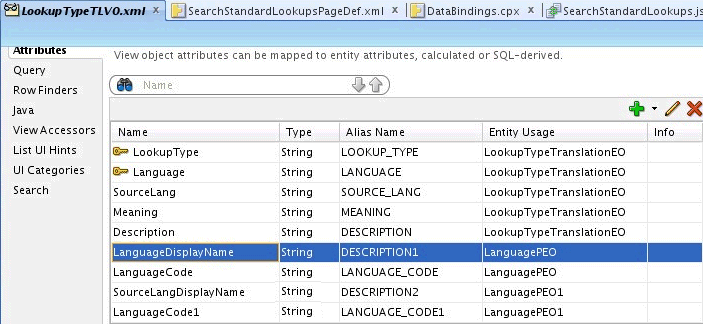 LookupTypeTLVO.xml SearchStandardLookupsPageDef.xml DataBindings.cpx SearchStandardLookups.js
Attributes
View object attributes can be mapped to entity attributes, calculated or SQL-derived.
Query
Row Finders
Java
View Accessors
List UI Hints
UI Categories
Search
Name
Name Type Alias Name Entity Usage Info
LookupType String LOOKUP_TYPE LookupTypeTranslationEO
Language String LANGUAGE LookupTypeTranslationEO
SourceLang String SOURCE_LANG LookupTypeTranslationEO
Meaning String MEANING LookupTypeTranslationEO
Description String DESCRIPTION LookupTypeTranslationEO
LanguageDisplayName String DESCRIPTION1 LanguagePEO
LanguageCode String LANGUAGE_CODE LanguagePEO
SourceLangDisplayName String DESCRIPTION2 LanguagePEO1
LanguageCode1 String LANGUAGE_CODE1 LanguagePEO1